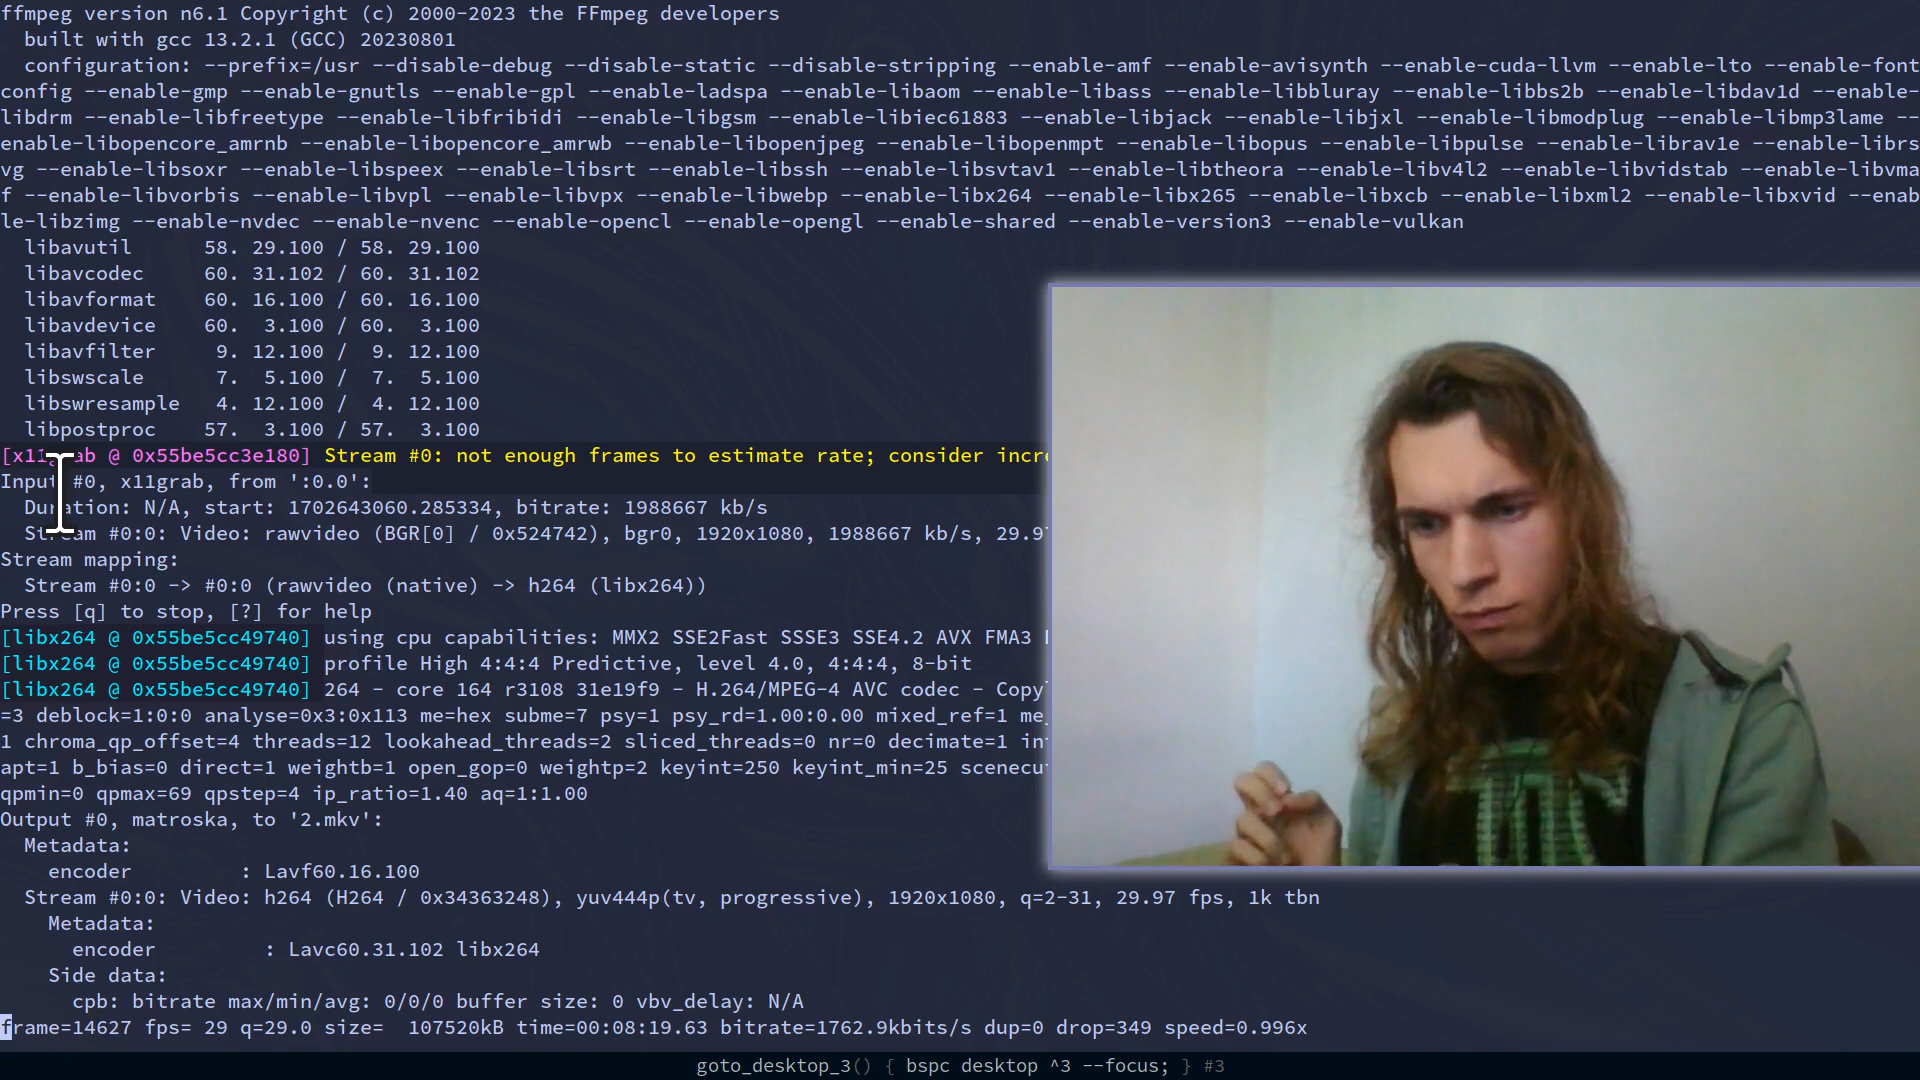 ffmpeg version n6.1 Copyright (c) 2000-2023 the FFmpeg developers
built with gcc 13.2.1 (GCC) 20230801
configuration: --prefix=/usr --disable-debug --disable-static --disable-stripping --enable-amf --enable-avisynth --enable-cuda-llvm --enable-lto --enable-font
config --enable-gmp --enable-gnutls --enable-gpl --enable-ladspa --enable-libaom --enable-libass --enable-libbluray --enable-libbs2b --enable-libdav1d --enable-
libdrm --enable-libfreetype --enable-libfribidi --enable-libgsm --enable-libiec61883 --enable-libjack --enable-libjxl --enable-libmodplug --enable-libmp3lame --
enable-libopencore_amrnb --enable-libopencore_amrwb --enable-libopenjpeg --enable-libopenmpt --enable-libopus --enable-libpulse --enable-librav1e --enable-librs
vg --enable-libsoxr --enable-libspeex --enable-libsrt --enable-libssh --enable-libsvtav1 --enable-libtheora --enable-libv4l2 --enable-libvidstab --enable-libvma
f --enable-libvorbis --enable-libvpl --enable-libvpx --enable-libwebp --enable-libx264 --enable-libx265 --enable-libxcb --enable-libxml2 --enable-libxvid --enab
le-libzimg --enable-nvdec --enable-nvenc --enable-opencl --enable-opengl --enable-shared --enable-version3 --enable-vulkan
libavutil 58. 29.100 / 58. 29.100
libavcodec 60. 31.102 / 60. 31.102
libavformat 60. 16.100 / 60. 16.100
libavdevice 60. 3.100 / 60. 3.100
libavfilter 9. 12.100 / 9. 12.100
libswscale 7. 5.100 / 7. 5.100
libswresample 4. 12.100 / 4. 12.100
libpostproc 57. 3.100 / 57. 3.100
[x11grab @ 0x55be5cc3e180] Stream #0: not enough frames to estimate rate; consider incre
Input #0, x11grab, from ':0.0':
Duration: N/A, start: 1702643060.285334, bitrate: 1988667 kb/s
Stream #0:0: Video: rawvideo (BGR[0] / 0x524742), bgr0, 1920x1080, 1988667 kb/s, 29.97
Stream mapping:
Stream #0:0 -> #0:0 (rawvideo (native) -> h264 (libx264))
Press [q] to stop, [?] for help
[libx264 @ 0x55be5cc49740] using cpu capabilities: MMX2 SSE2Fast SSSE3 SSE4.2 AVX FMA3
[libx264 @ 0x55be5cc49740] profile High 4:4:4 Predictive, level 4.0, 4:4:4, 8-bit
[libx264 @ 0x55be5cc49740] 264 - core 164 r3108 31e19f9 - H.264/MPEG-4 AVC codec - Copy
=3 deblock=1:0:0 analyse=0x3:0x113 me=hex subme=7 psy=1 psy_rd=1.00:0.00 mixed_ref=1 me_
1 chroma_qp_offset=4 threads=12 lookahead_threads=2 sliced_threads=0 nr=0 decimate=1 in
apt=1 b_bias=0 direct=1 weightb=1 open_gop=0 weightp=2 keyint=250 keyint_min=25 scenecu
qpmin=0 qpmax=69 qpstep=4 ip_ratio=1.40 aq=1:1.00
Output #0, matroska, to '2.mkv':
Metadata:
encoder : Lavf60.16.100
Stream #0:0: Video: h264 (H264 / 0x34363248), yuv444p(tv, progressive), 1920x1080, q=2-31, 29.97 fps, 1k tbn
Metadata:
encoder : Lavc60.31.102 libx264
Side data:
cpb: bitrate max/min/avg: 0/0/0 buffer size: 0 vbv_delay: N/A
frame=14627 fps= 29 q=29.0 size= 107520kB time=00:08:19.63 bitrate=1762.9kbits/s dup=0 drop=349 speed=0.996x
goto_desktop_3() { bspc desktop ^3 --focus; } #3